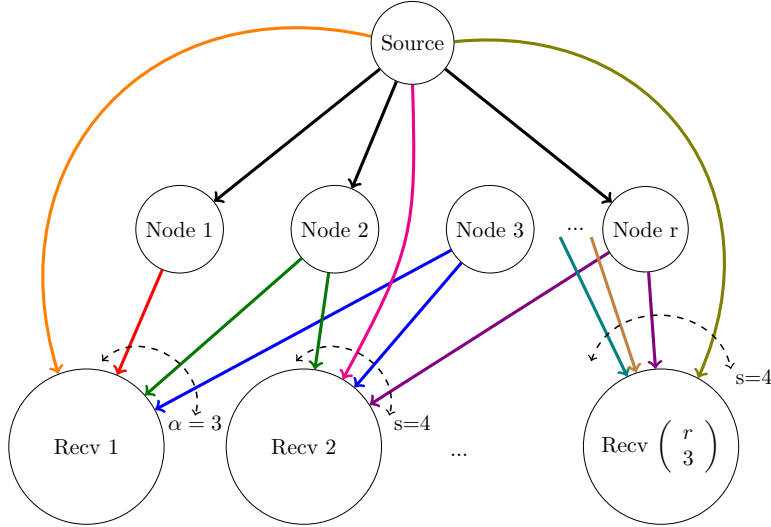 Source
Node 1
Node 2
Node 3
...
Node r
α = 3
s=4
s=4
Recv 1
Recv 2
...
Recv ( r
3 )